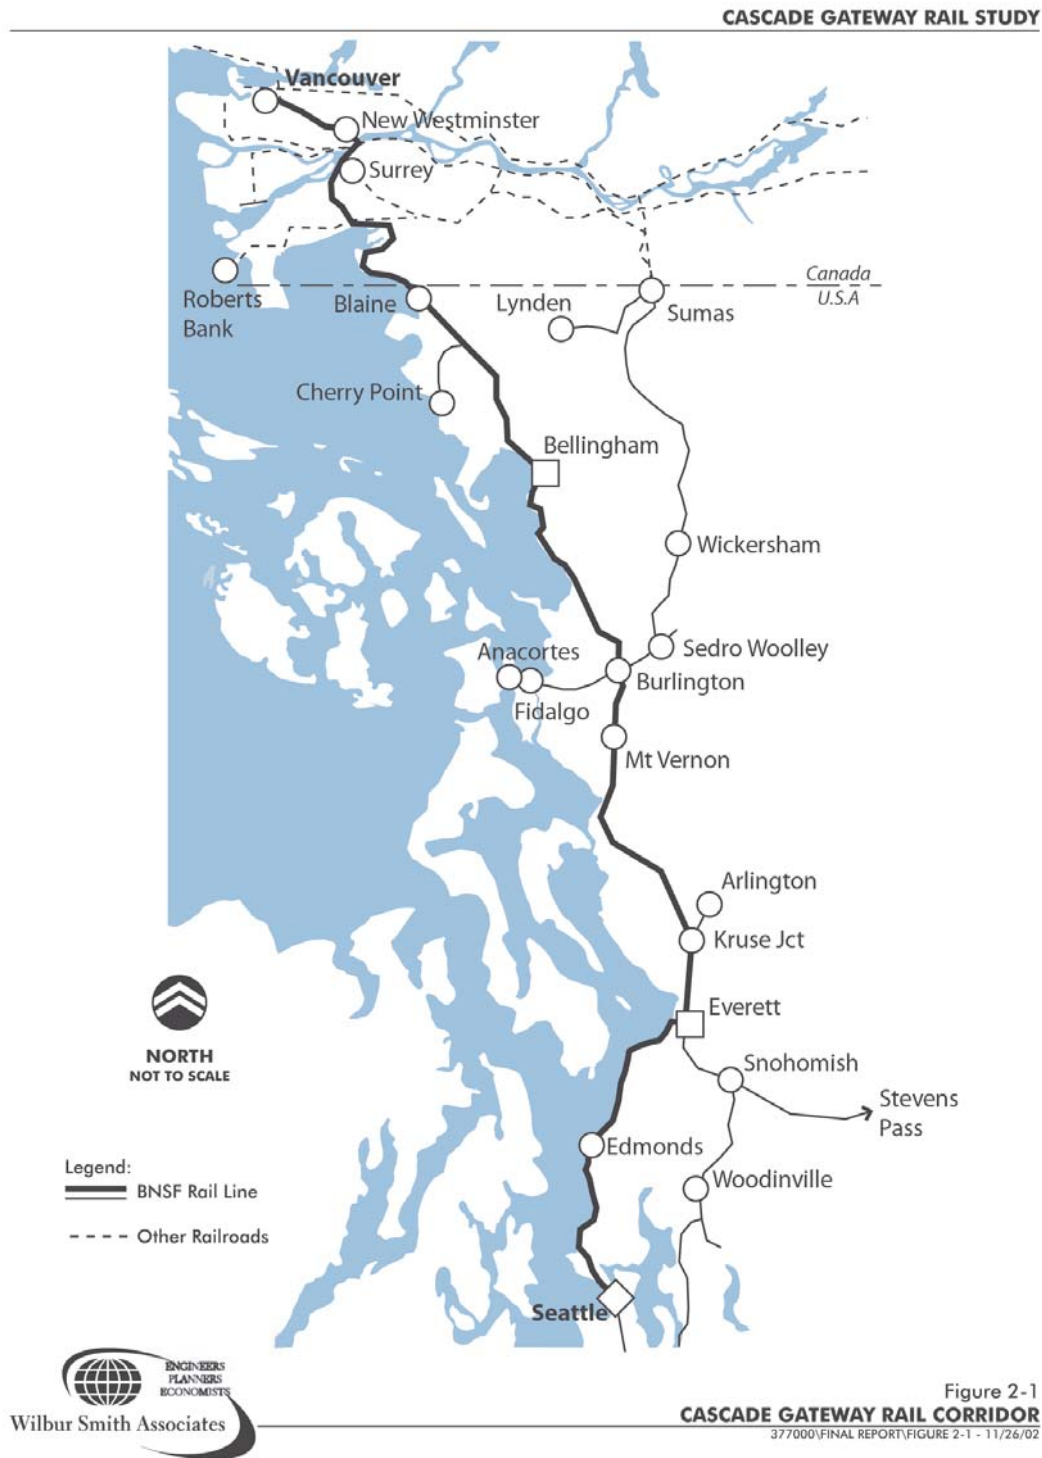 CASCADE GATEWAY RAIL STUDY
Vancouver
New Westminster
Surrey
Canada
U.S.A
Roberts
Bank
Blaine
Lynden
Sumas
Cherry Point
Bellingham
Wickersham
Anacortes
Sedro Woolley
Burlington
Fidalgo
Mt Vernon
Arlington
Kruse Jct
Everett
NORTH
NOT TO SCALE
Snohomish
Stevens
Pass
Edmonds
Legend:
BNSF Rail Line
Woodinville
Other Railroads
Seattle
ENGINEERS
PLANNERS
ECONOMISTS
Wilbur Smith Associates
Figure 2-1
CASCADE GATEWAY RAIL CORRIDOR
377000\FINAL REPORT\FIGURE 2-1 - 11/26/02